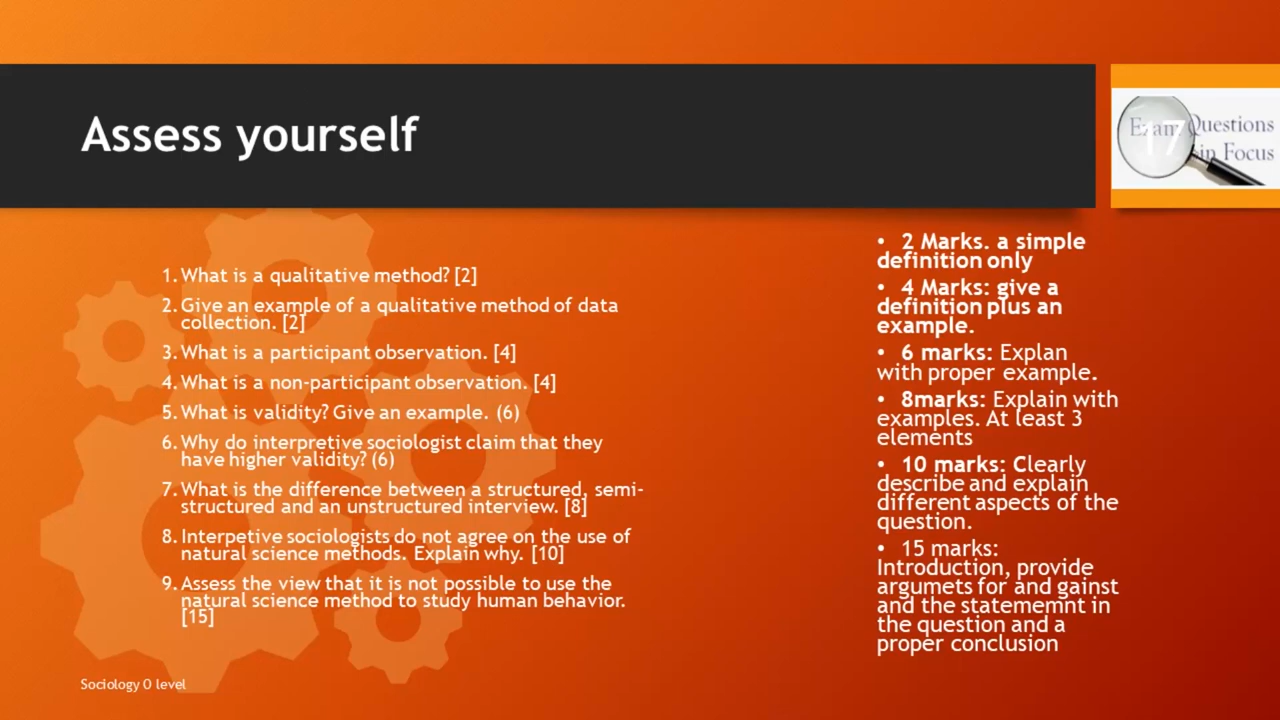 Assess yourself
Exam Questions
in Focus
17
1. What is a qualitative method? [2]
2. Give an example of a qualitative method of data
collection. [2]
3. What is a participant observation. [4]
4. What is a non-participant observation. [4]
5. What is validity? Give an example. (6)
6. Why do interpretive sociologist claim that they
have higher validity? (6)
7. What is the difference between a structured, semi-
structured and an unstructured interview. [8]
8. Interpetive sociologists do not agree on the use of
natural science methods. Explain why. [10]
9. Assess the view that it is not possible to use the
natural science method to study human behavior.
[15]
• 2 Marks. a simple
definition only
• 4 Marks: give a
definition plus an
example.
• 6 marks: Explan
with proper example.
• 8marks: Explain with
examples. At least 3
elements
• 10 marks: Clearly
describe and explain
different aspects of the
question.
• 15 marks:
Introduction, provide
argumets for and gainst
and the statememnt in
the question and a
proper conclusion
Sociology O level